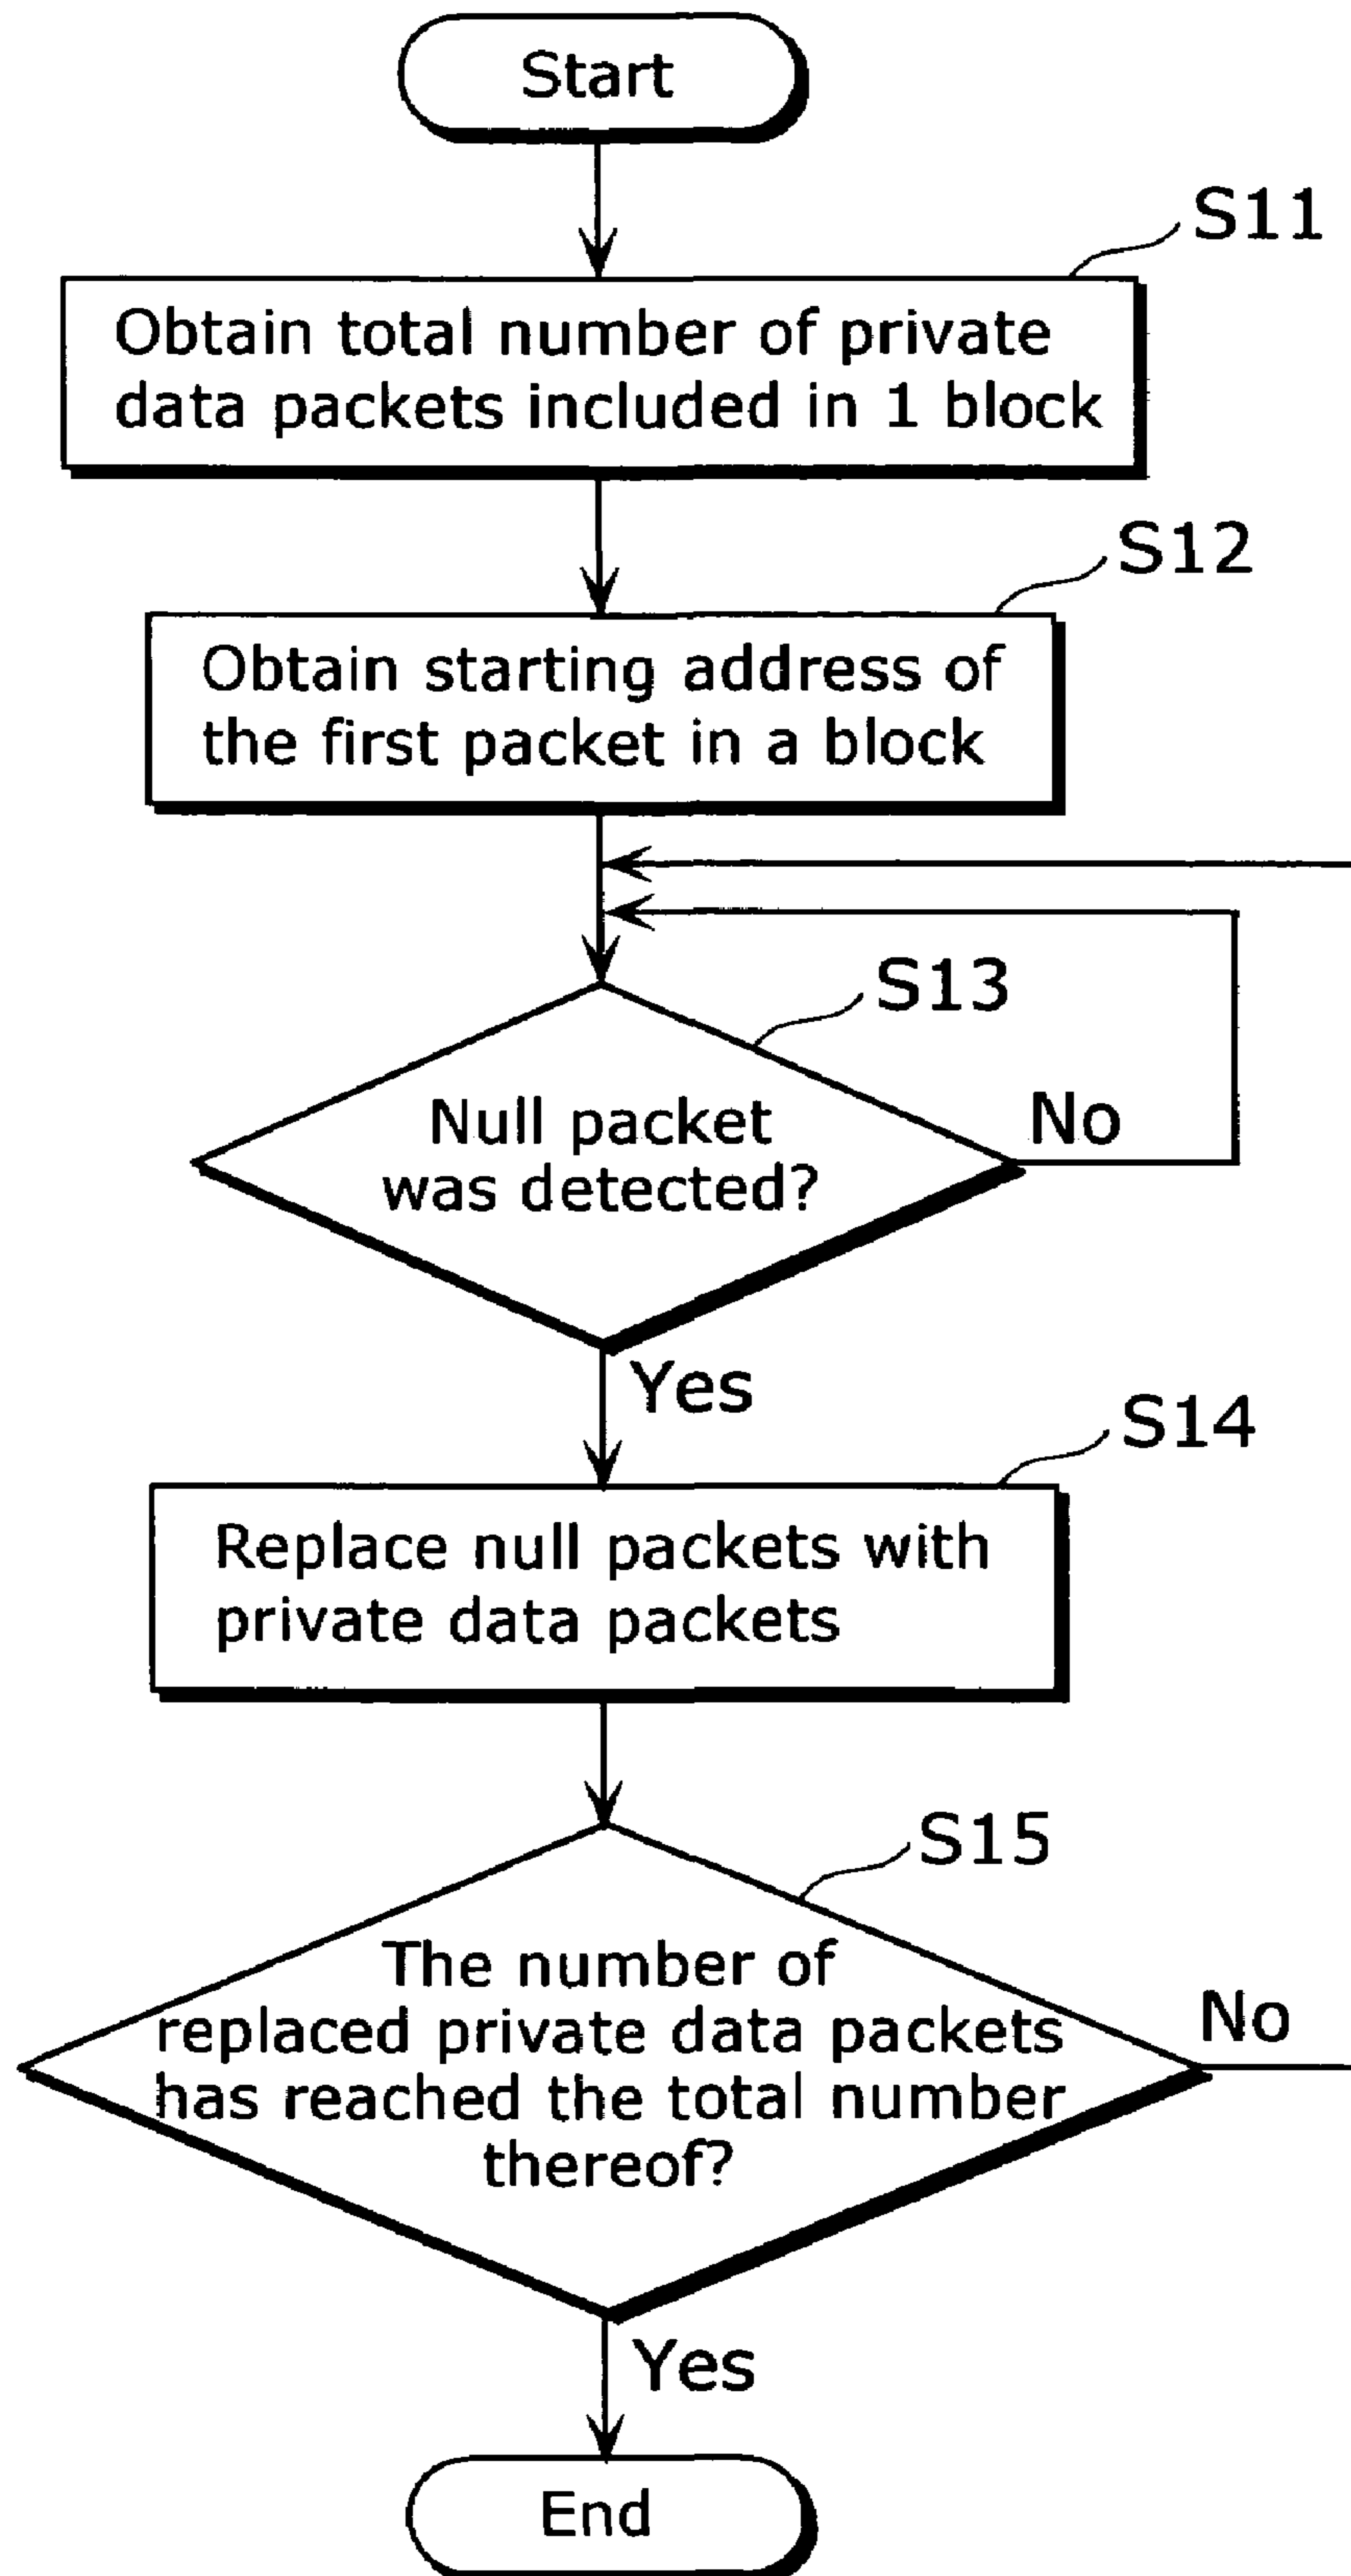 Start
S11
Obtain total number of private
data packets included in 1 block
S12
Obtain starting address of
the first packet in a block
S13
Null packet
was detected?
No
Yes
S14
Replace null packets with
private data packets
S15
The number of
replaced private data packets
has reached the total number
thereof?
No
Yes
End